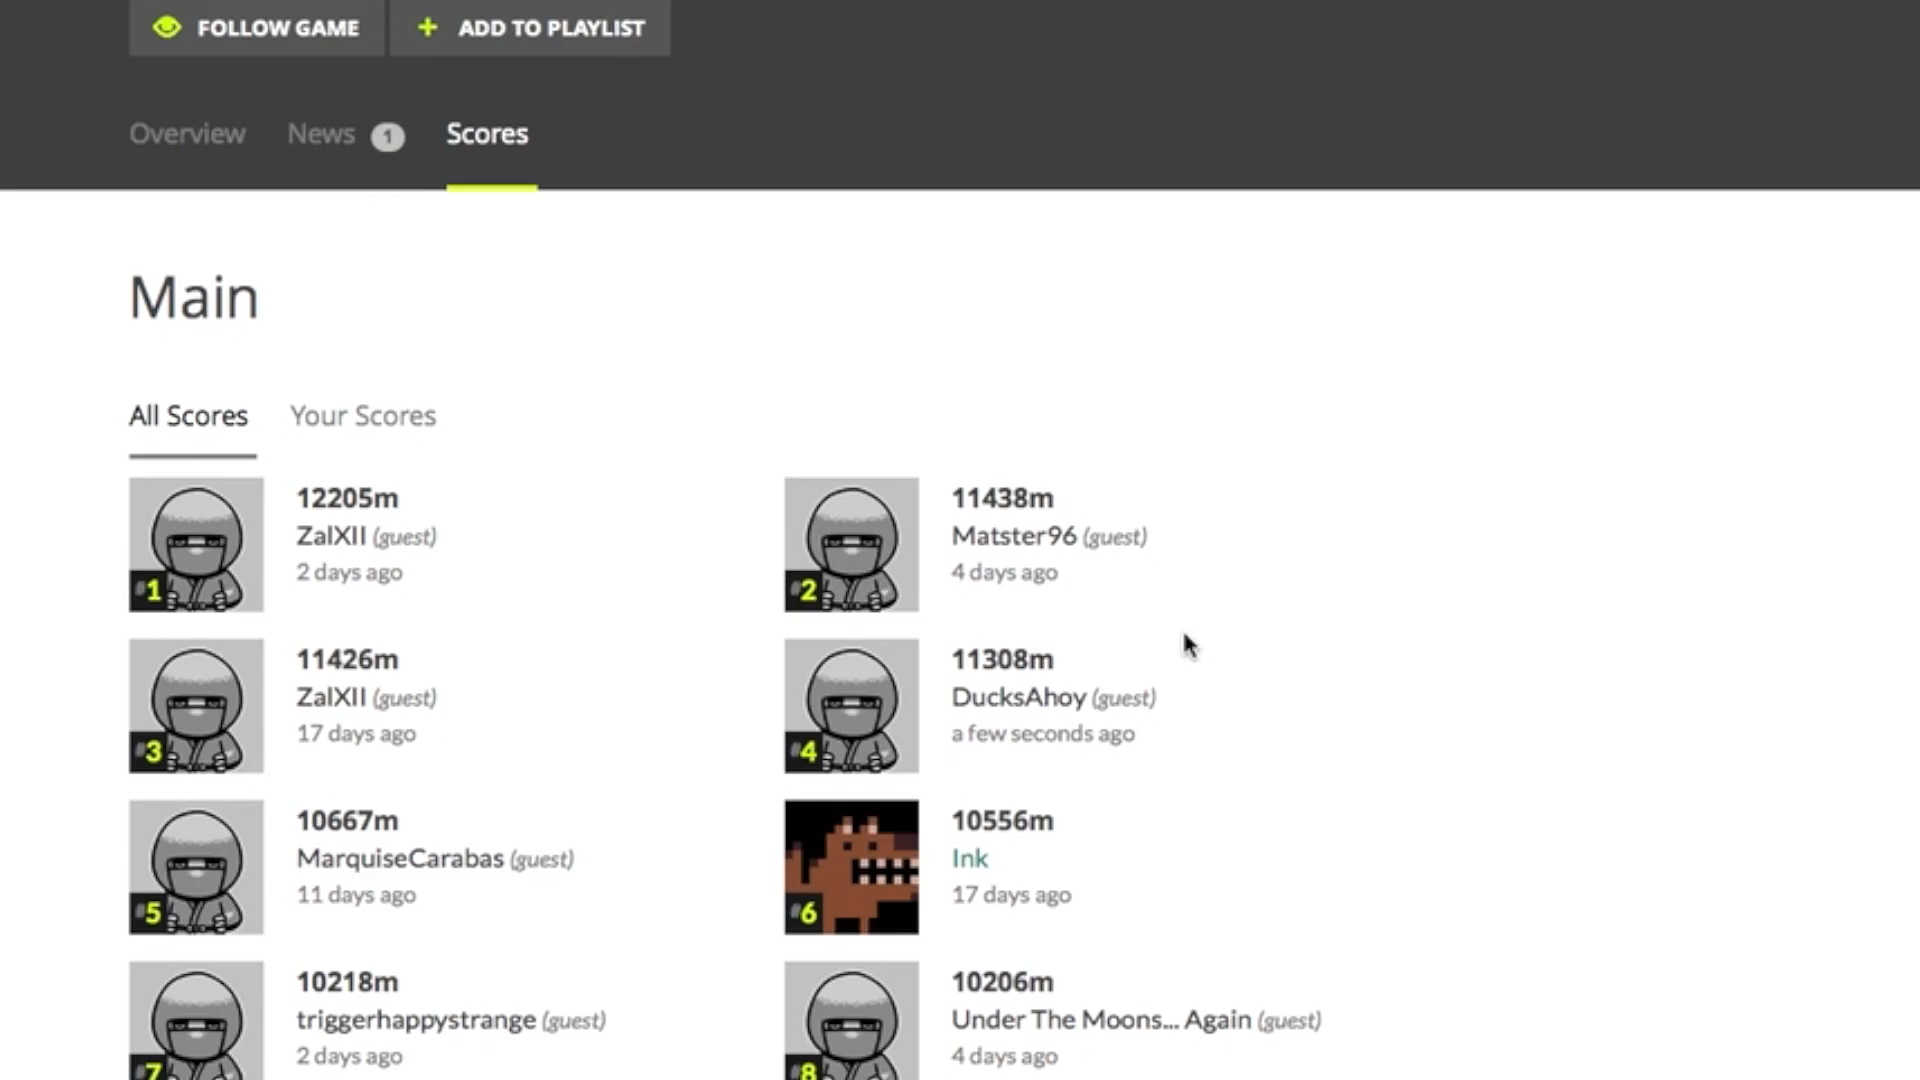 FOLLOW GAME
ADD TO PLAYLIST
Overview
News 1
Scores
Main
All Scores
Your Scores
#1
12205m
ZalXII (guest)
2 days ago
#2
11438m
Matster96 (guest)
4 days ago
#3
11426m
ZalXII (guest)
17 days ago
#4
11308m
DucksAhoy (guest)
a few seconds ago
#5
10667m
MarquiseCarabas (guest)
11 days ago
#6
10556m
Ink
17 days ago
#7
10218m
triggerhappystrange (guest)
2 days ago
#8
10206m
Under The Moons... Again (guest)
4 days ago